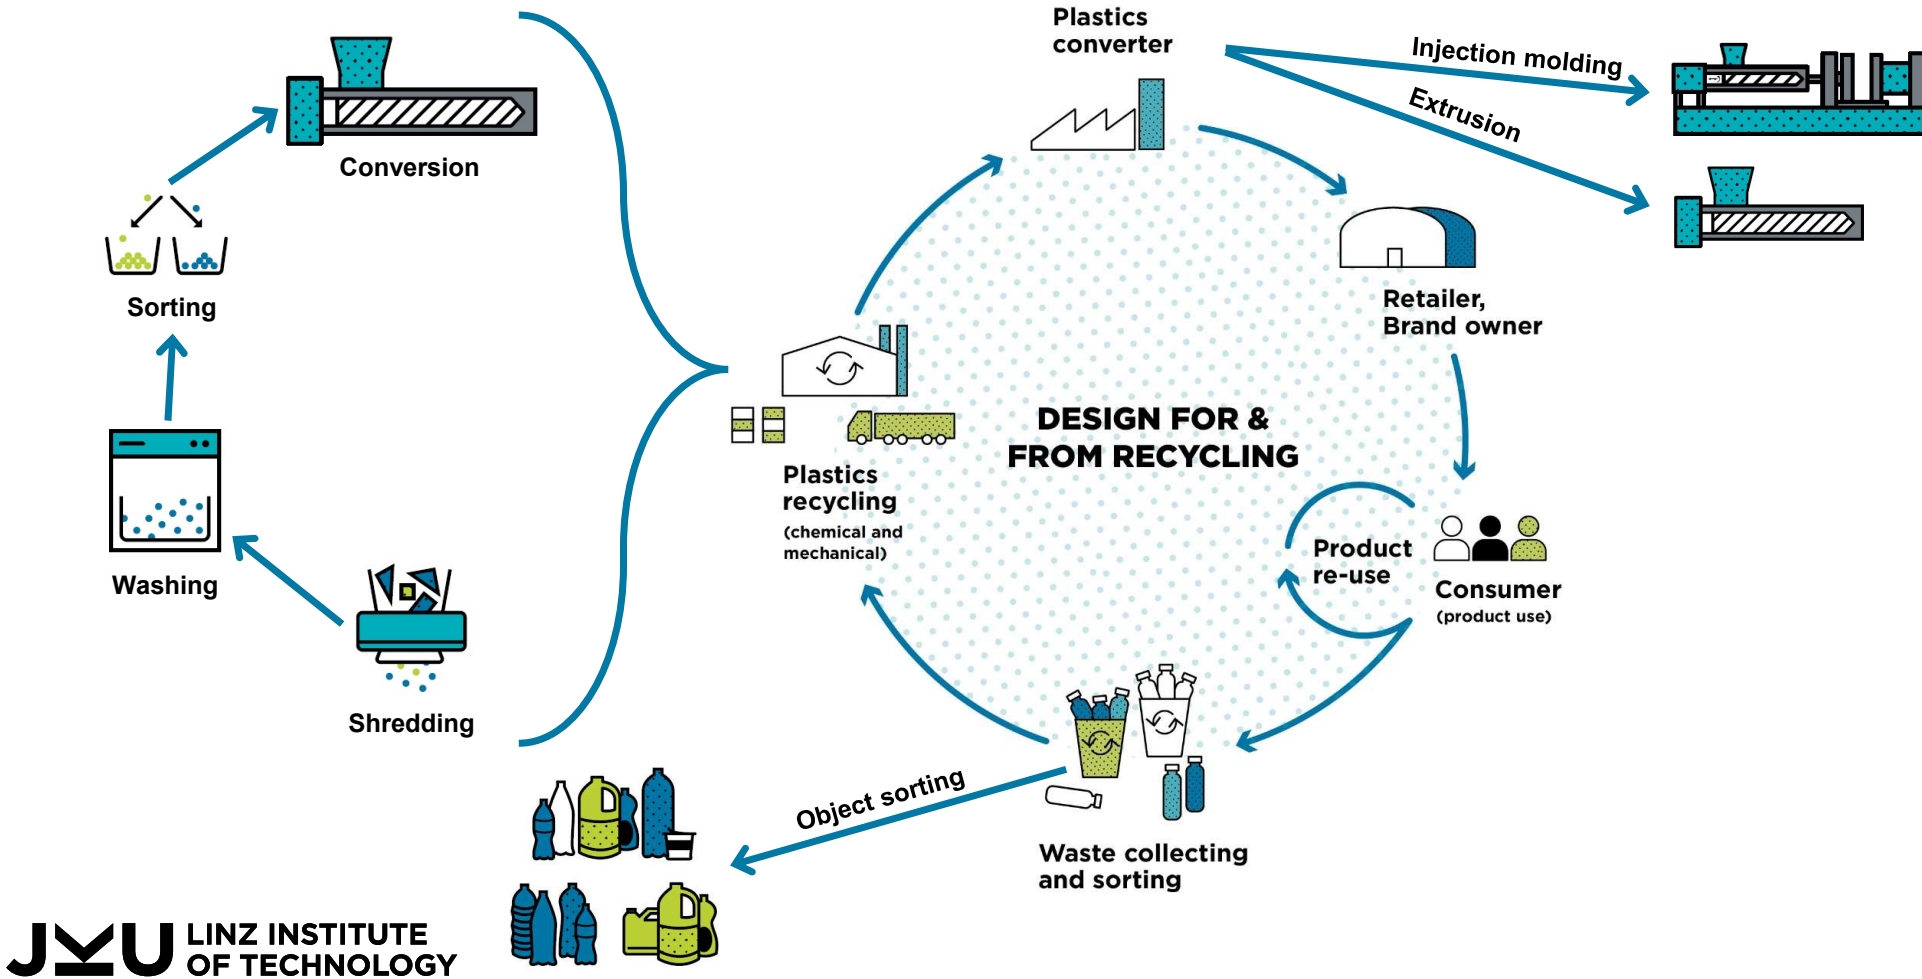 Plastics
converter
Injection molding
Extrusion
Conversion
Sorting
Washing
Shredding
Retailer,
Brand owner
DESIGN FOR &
FROM RECYCLING
Plastics
recycling
(chemical and
mechanical)
Product
re-use
Consumer
(product use)
Object sorting
Waste collecting
and sorting
JKU LINZ INSTITUTE
OF TECHNOLOGY